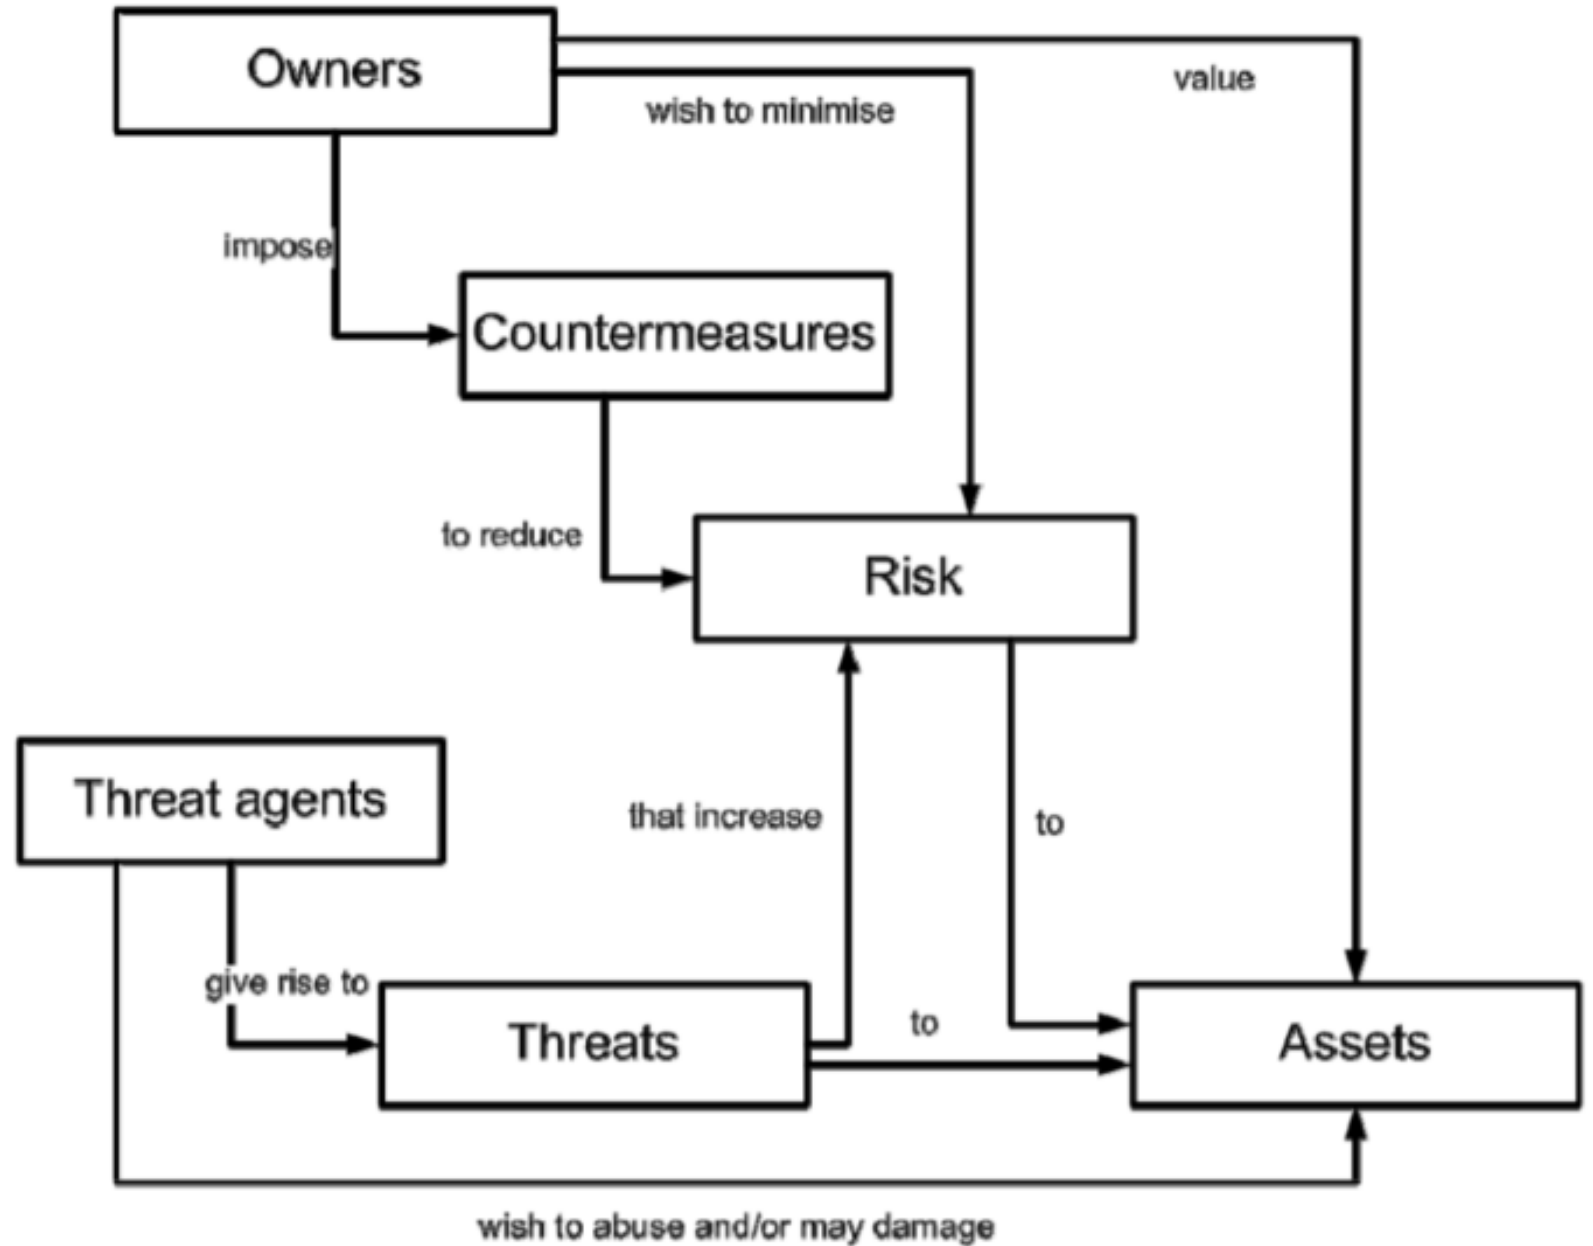 Owners
value
wish to minimise
impose
Countermeasures
to reduce
Risk
Threat agents
that increase
to
give rise to
to
Threats
Assets
wish to abuse and/or may damage